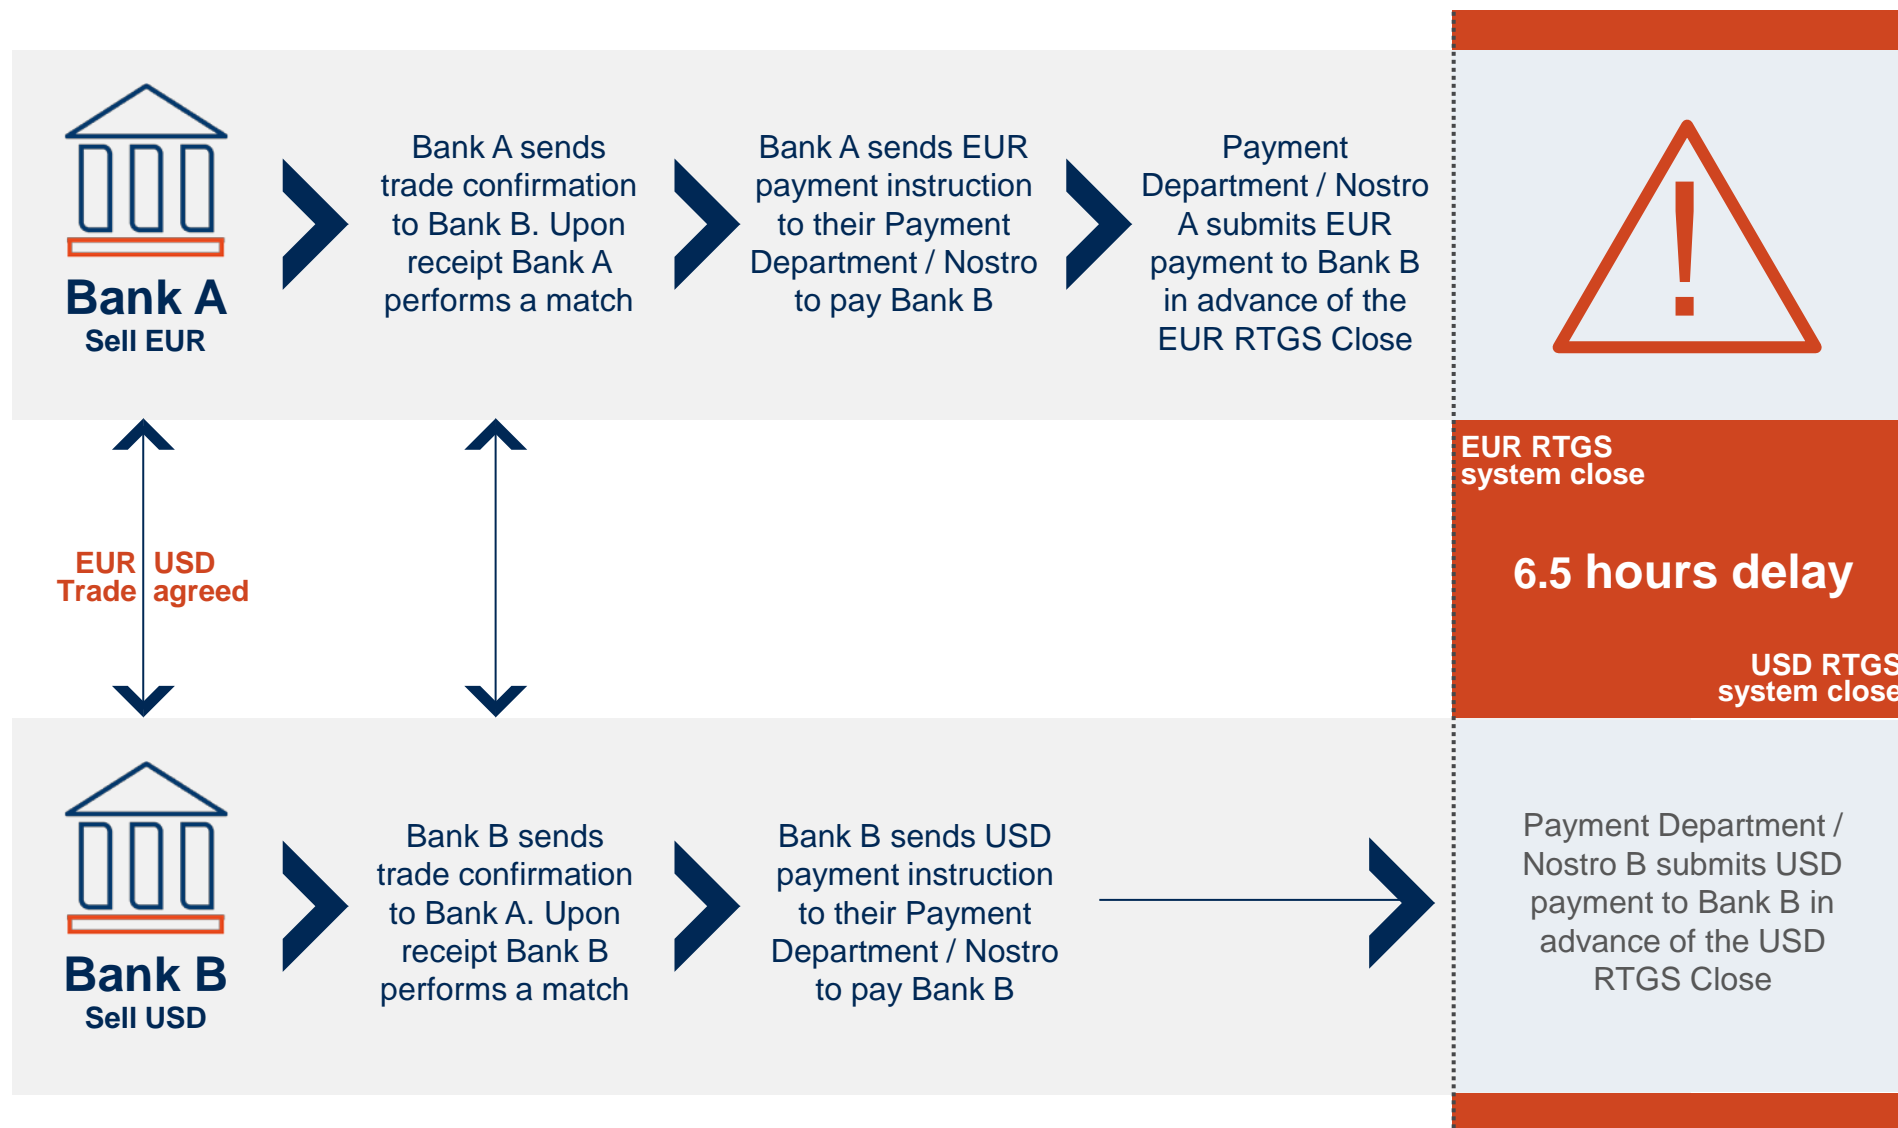 Bank A
Sell EUR
Bank A sends
trade confirmation
to Bank B. Upon
receipt Bank A
performs a match
Bank A sends EUR
payment instruction
to their Payment
Department / Nostro
to pay Bank B
Payment
Department / Nostro
A submits EUR
payment to Bank B
in advance of the
EUR RTGS Close
!
EUR USD
Trade agreed
EUR RTGS
system close
6.5 hours delay
USD RTGS
system close
Bank B
Sell USD
Bank B sends
trade confirmation
to Bank A. Upon
receipt Bank B
performs a match
Bank B sends USD
payment instruction
to their Payment
Department / Nostro
to pay Bank B
Payment Department /
Nostro B submits USD
payment to Bank B in
advance of the USD
RTGS Close